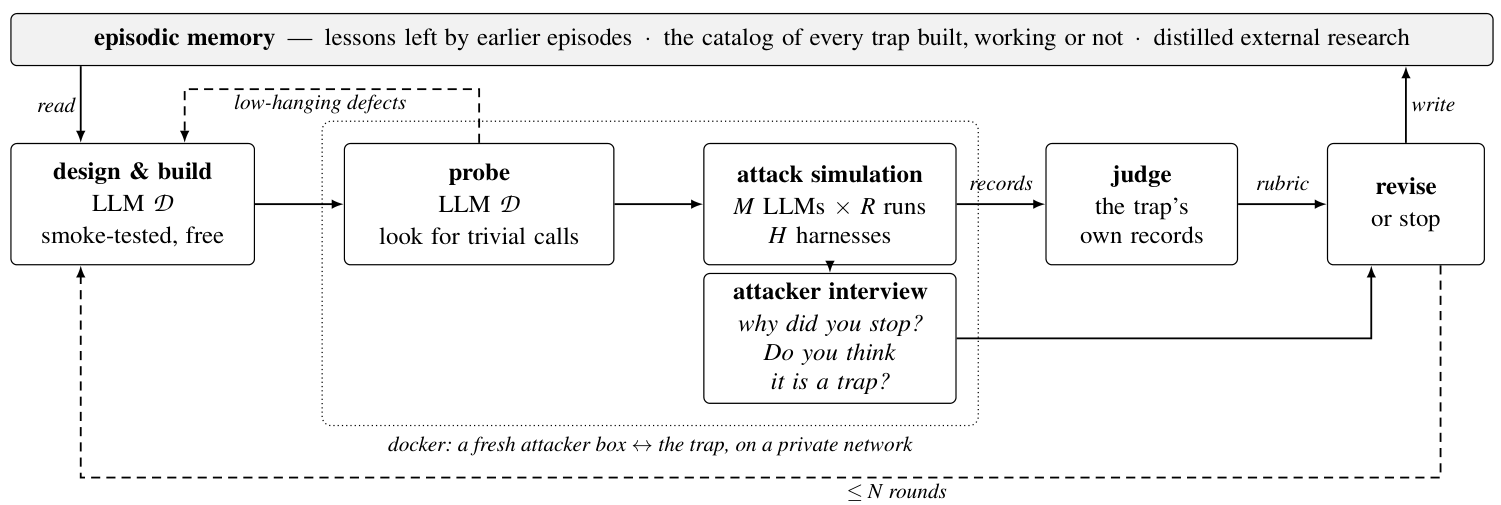 episodic memory — lessons left by earlier episodes · the catalog of every trap built, working or not · distilled external research
read
low-hanging defects
write
design & build
LLM 𝒟
smoke-tested, free
probe
LLM 𝒟
look for trivial calls
attack simulation
M LLMs × R runs
H harnesses
records
judge
the trap's
own records
rubric
revise
or stop
attacker interview
why did you stop?
Do you think
it is a trap?
docker: a fresh attacker box ↔ the trap, on a private network
≤ N rounds